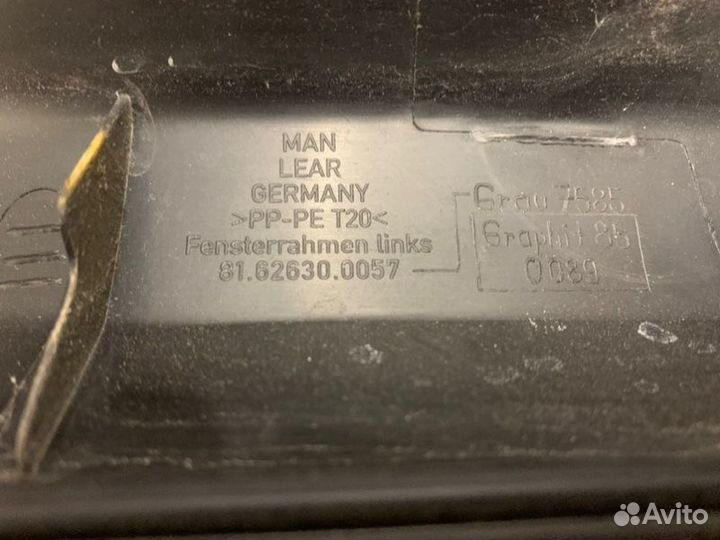 MAN
LEAR
GERMANY
>PP-PE T20<
Fensterrahmen links
81.62630.0057
Grau 7585
Graphit 85
0089
Avito